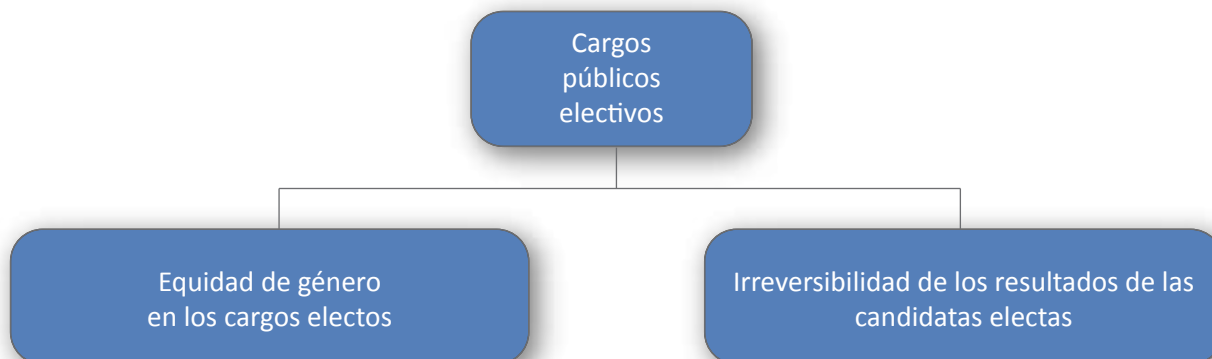 Cargos
públicos
electivos
Equidad de género
en los cargos electos
Irreversibilidad de los resultados de las
candidatas electas